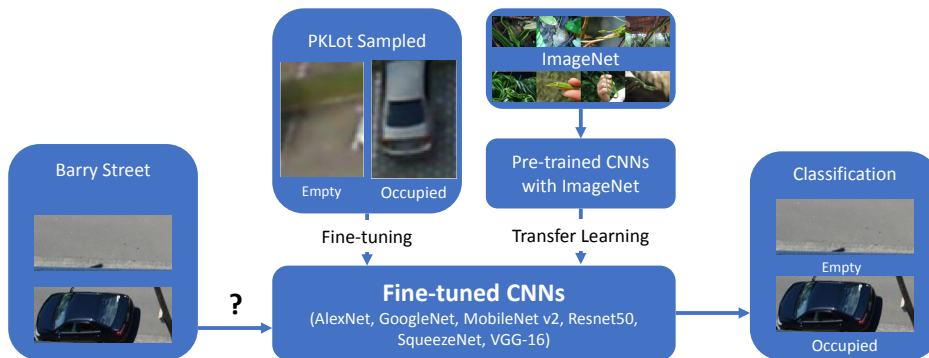 PKLot Sampled
Empty
Occupied
ImageNet
Pre-trained CNNs
with ImageNet
Barry Street
Classification
Empty
Occupied
Fine-tuning
Transfer Learning
?
Fine-tuned CNNs
(AlexNet, GoogleNet, MobileNet v2, Resnet50,
SqueezeNet, VGG-16)